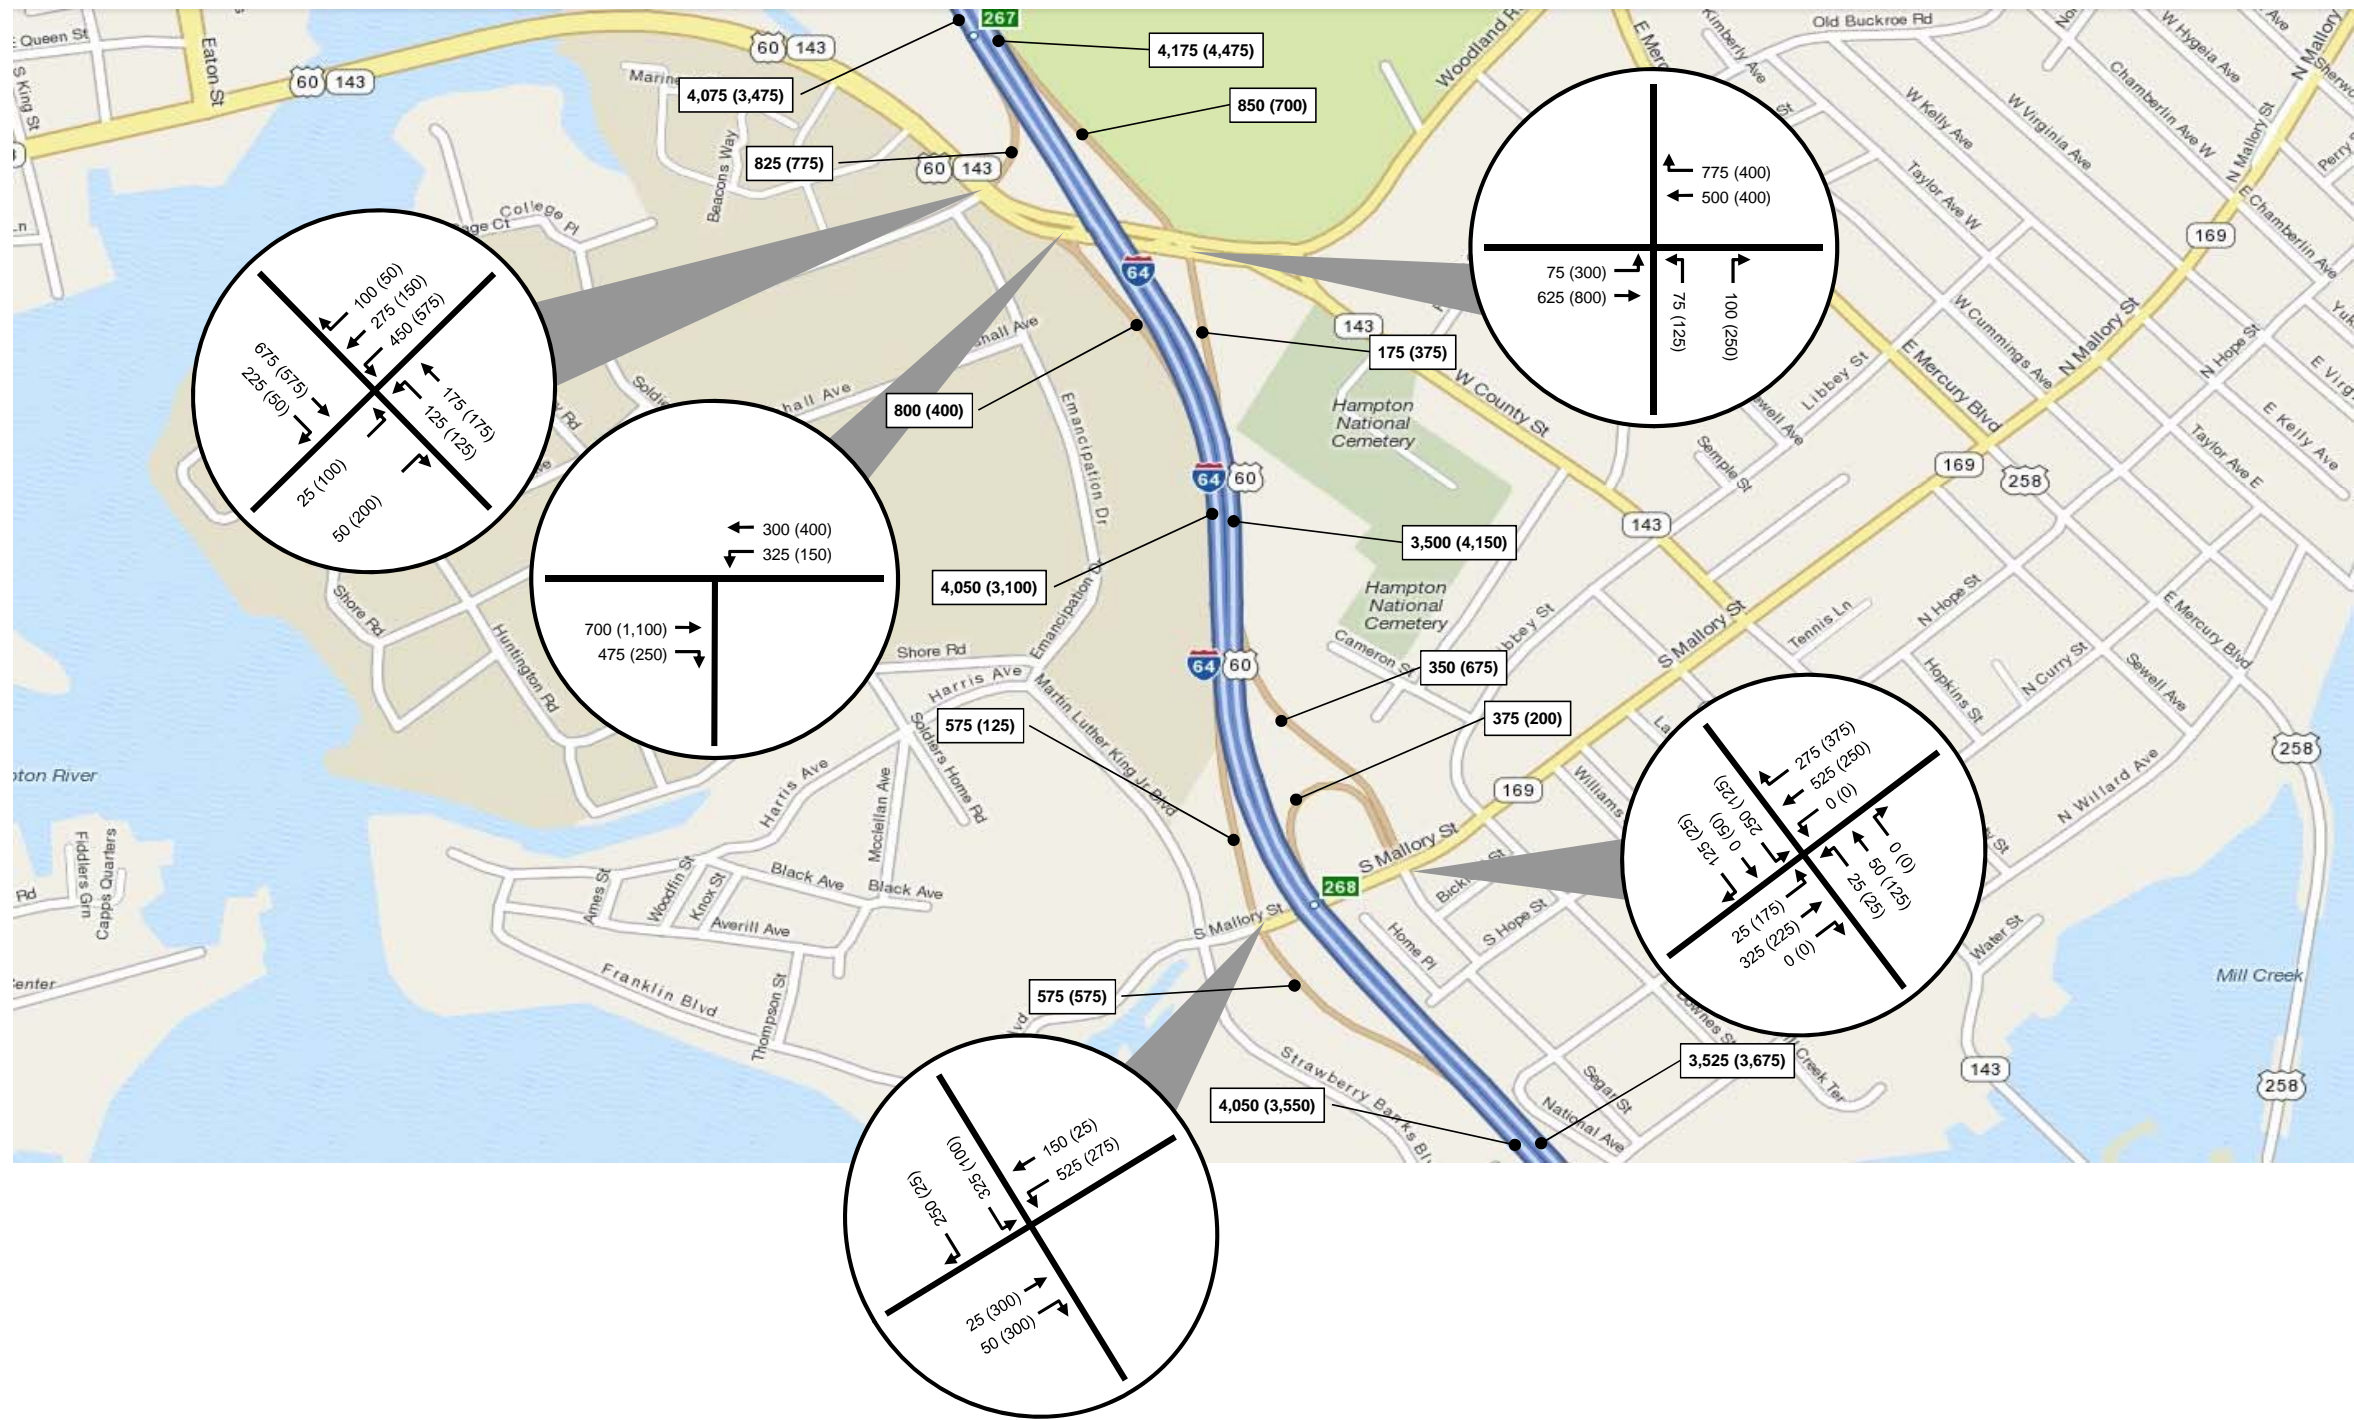 267
Old Buckroe Rd
E Queen St
Eaton St
S King St
60
143
60
143
60
143
4,175 (4,475)
4,075 (3,475)
850 (700)
825 (775)
Beacons Way
College Pl
Kimberly Ave
W Hygeia Ave
Chamberlin Ave W
W Kelly Ave
W Virginia Ave
Taylor Ave W
N Mallory St
N Mallory St
Perry St
E Chamberlin Ave
169
775 (400)
500 (400)
75 (300)
625 (800)
75 (125)
100 (250)
100 (50)
275 (150)
450 (575)
675 (575)
225 (50)
175 (175)
125 (125)
25 (100)
50 (200)
64
143
175 (375)
800 (400)
W County St
W Cummings Ave
N Mallory St
N Hope St
E Mercury Blvd
Libbey St
Semple St
E Kelly Ave
Taylor Ave E
Hampton
National
Cemetery
Emancipation Dr
64
60
169
258
143
3,500 (4,150)
4,050 (3,100)
300 (400)
325 (150)
700 (1,100)
475 (250)
Hampton
National
Cemetery
Emancipation Dr
Shore Rd
Huntington Rd
Shore Rd
Harris Ave
Cameron St
S Mallory St
Tennis Ln
N Hope St
E Mercury Blvd
Sewell Ave
Hopkins St
N Curry St
N Willard Ave
64
60
350 (675)
375 (200)
575 (125)
Martin Luther King Jr Blvd
Soldiers Home Rd
Mcclellan Ave
Harris Ave
169
Williams
258
275 (375)
525 (250)
0 (0)
250 (125)
0 (50)
125 (25)
0 (0)
50 (125)
25 (25)
25 (175)
325 (225)
0 (0)
S Mallory St
268
S Mallory St
S Hope St
Home Pl
Black Ave
Black Ave
Ames St
Woodfin St
Knox St
Averill Ave
Franklin Blvd
Thompson St
Fiddlers Grn
Capps Quarters
Rd
Water St
Mill Creek
575 (575)
3,525 (3,675)
4,050 (3,550)
Strawberry Banks
Segar St
National Ave
143
258
150 (25)
525 (275)
325 (100)
250 (25)
25 (300)
50 (300)